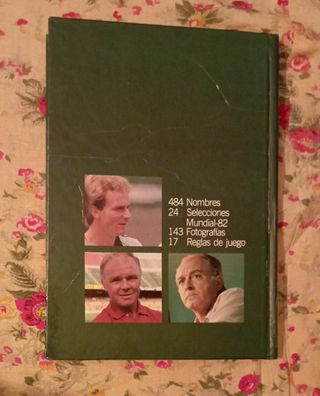 484 Nombres
24 Selecciones
Mundial-82
143 Fotografías
17 Reglas de juego